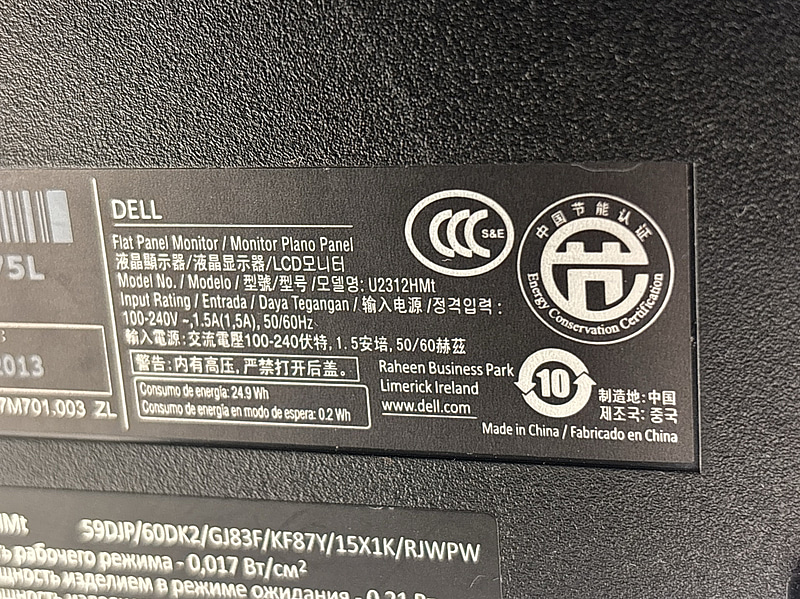 75L
2013
7M701.003 ZL
DELL
Flat Panel Monitor / Monitor Plano Panel
液晶顯示器/液晶显示器/LCD모니터
Model No. / Modelo / 型號/型号 /모델명: U2312HMt
Input Rating / Entrada / Daya Tegangan / 输入电源 /정격입력 :
100-240V ~,1.5A(1,5A), 50/60Hz
輸入電源:交流電壓100-240伏特, 1.5安培, 50/60赫茲
警告:内有高压,严禁打开后盖。
Consumo de energía: 24.9 Wh
Consumo de energía en modo de espera: 0.2 Wh
Raheen Business Park
Limerick Ireland
www.dell.com
CCC S&E
中国节能认证
Energy Conservation Certification
10
制造地: 中国
제조국: 중국
Made in China / Fabricado en China
HMt 59DJP/60DK2/GJ83F/KF87Y/15X1K/RJWPW
рабочего режима - 0,017 Вт/см²
изделием в режиме ожидания - 0,21